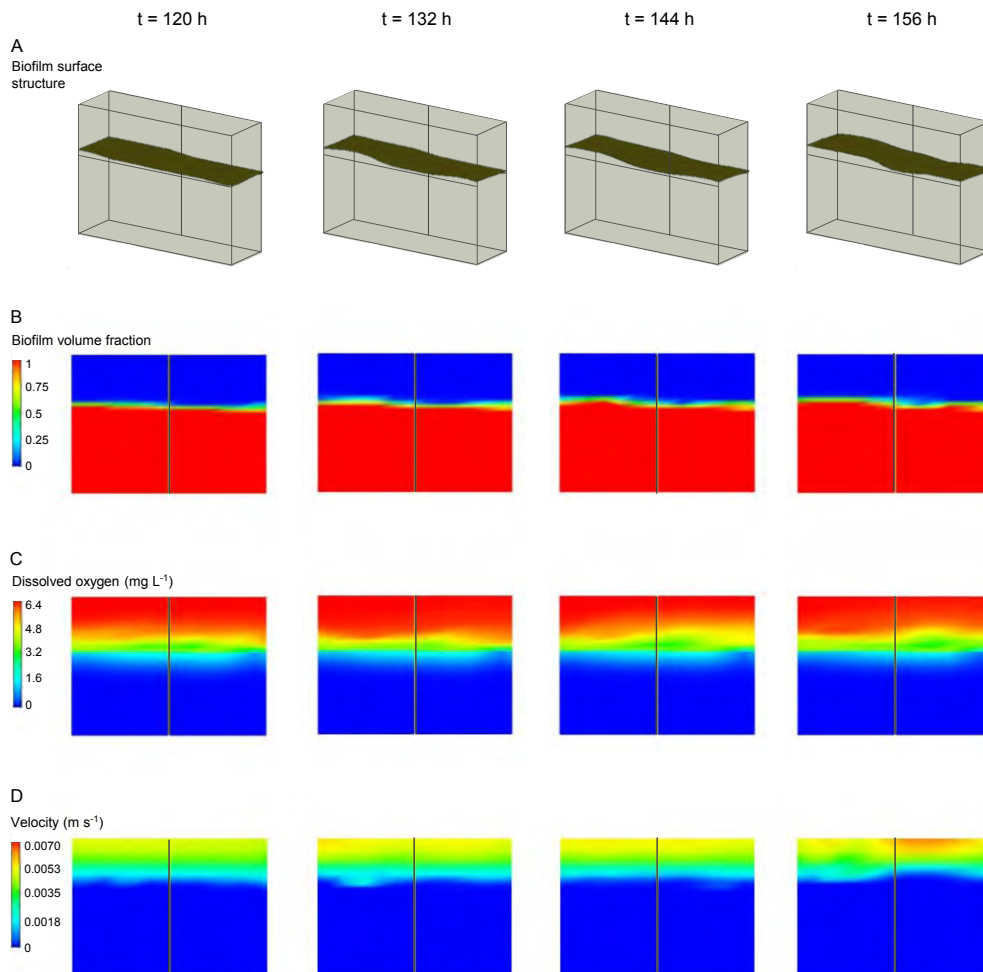 t = 120 h
t = 132 h
t = 144 h
t = 156 h
A
Biofilm surface
structure
B
Biofilm volume fraction
1
0.75
0.5
0.25
0
C
Dissolved oxygen (mg L⁻¹)
6.4
4.8
3.2
1.6
0
D
Velocity (m s⁻¹)
0.0070
0.0053
0.0035
0.0018
0